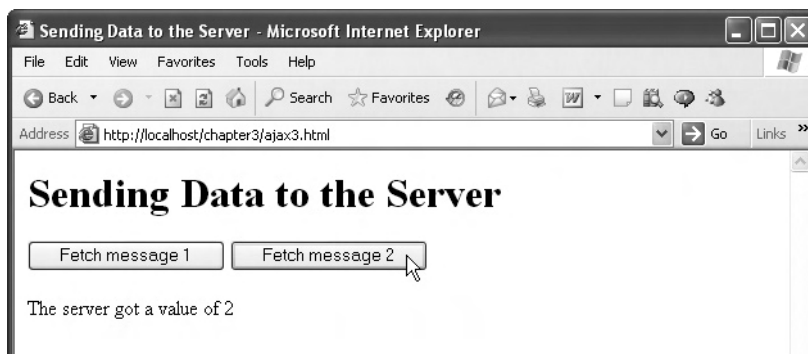 Sending Data to the Server - Microsoft Internet Explorer
File Edit View Favorites Tools Help
Back Search Favorites W
Address http://localhost/chapter3/ajax3.html Go Links »
Sending Data to the Server
Fetch message 1 Fetch message 2
The server got a value of 2